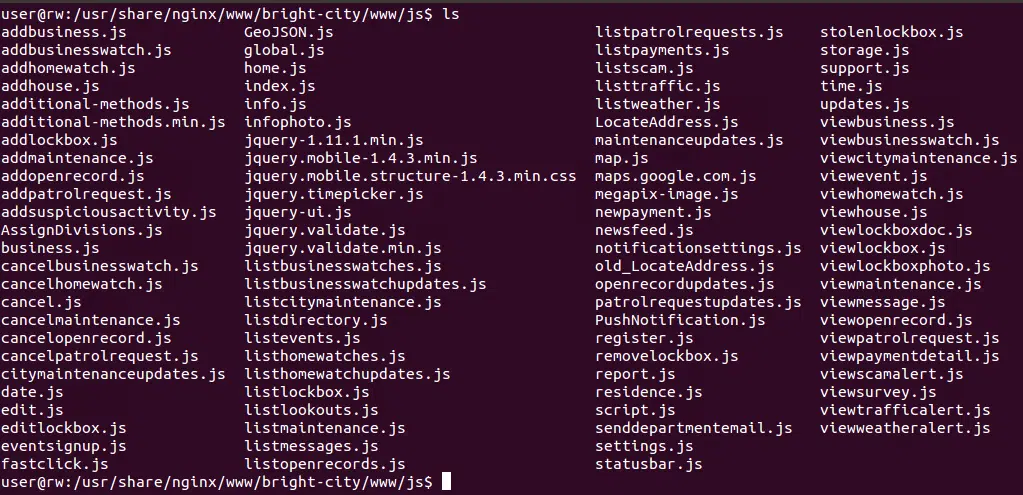 user@rw:/usr/share/nginx/www/bright-city/www/js$ ls
addbusiness.js GeoJSON.js listpatrolrequests.js stolenlockbox.js
addbusinesswatch.js global.js listpayments.js storage.js
addhomewatch.js home.js listscam.js support.js
addhouse.js index.js listtraffic.js time.js
additional-methods.js info.js listweather.js updates.js
additional-methods.min.js infophoto.js LocateAddress.js viewbusiness.js
addlockbox.js jquery-1.11.1.min.js maintenanceupdates.js viewbusinesswatch.js
addmaintenance.js jquery.mobile-1.4.3.min.js map.js viewcitymaintenance.js
addopenrecord.js jquery.mobile.structure-1.4.3.min.css maps.google.com.js viewevent.js
addpatrolrequest.js jquery.timepicker.js megapix-image.js viewhomewatch.js
addsuspiciousactivity.js jquery-ui.js newpayment.js viewhouse.js
AssignDivisions.js jquery.validate.js newsfeed.js viewlockboxdoc.js
business.js jquery.validate.min.js notificationsettings.js viewlockbox.js
cancelbusinesswatch.js listbusinesswatches.js old_LocateAddress.js viewlockboxphoto.js
cancelhomewatch.js listbusinesswatchupdates.js openrecordupdates.js viewmaintenance.js
cancel.js listcitymaintenance.js patrolrequestupdates.js viewmessage.js
cancelmaintenance.js listdirectory.js PushNotification.js viewopenrecord.js
cancelopenrecord.js listevents.js register.js viewpatrolrequest.js
cancelpatrolrequest.js listhomewatches.js removelockbox.js viewpaymentdetail.js
citymaintenanceupdates.js listhomewatchupdates.js report.js viewscamalert.js
date.js listlockbox.js residence.js viewsurvey.js
edit.js listlookouts.js script.js viewtrafficalert.js
editlockbox.js listmaintenance.js senddepartmentemail.js viewweatheralert.js
eventsignup.js listmessages.js settings.js
fastclick.js listopenrecords.js statusbar.js
user@rw:/usr/share/nginx/www/bright-city/www/js$